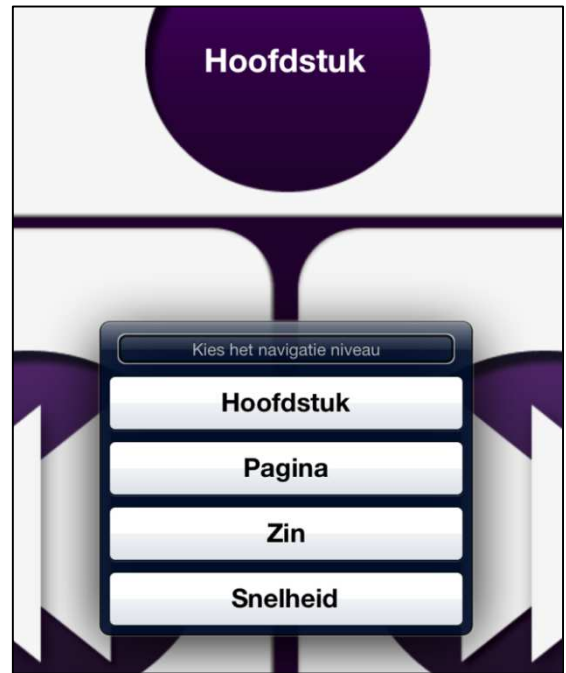 Hoofdstuk
Kies het navigatie niveau
Hoofdstuk
Pagina
Zin
Snelheid